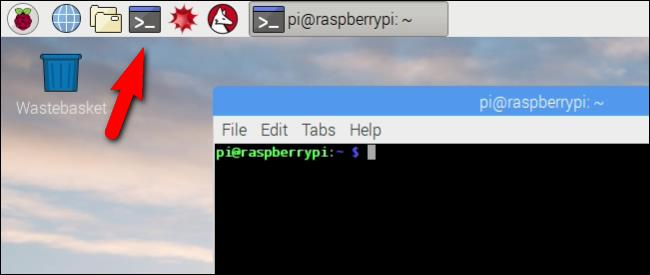 pi@raspberrypi: ~
Wastebasket
pi@raspberrypi: ~
File Edit Tabs Help
pi@raspberrypi:~ $